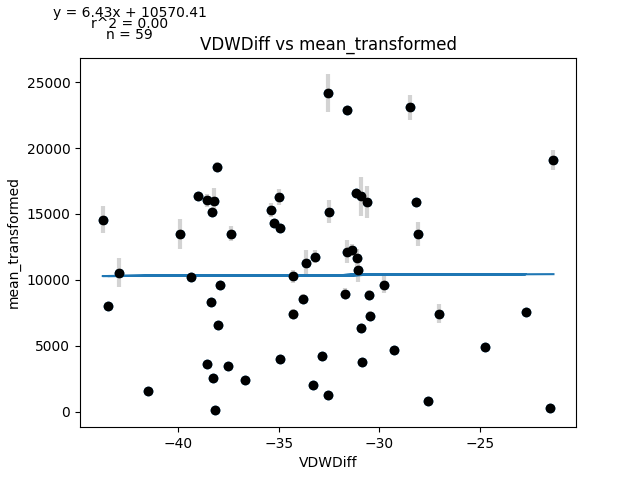 y = 6.43x + 10570.41
r^2 = 0.00
n = 59
VDWDiff vs mean_transformed
25000
20000
15000
10000
5000
0
mean_transformed
−40
−35
−30
−25
VDWDiff